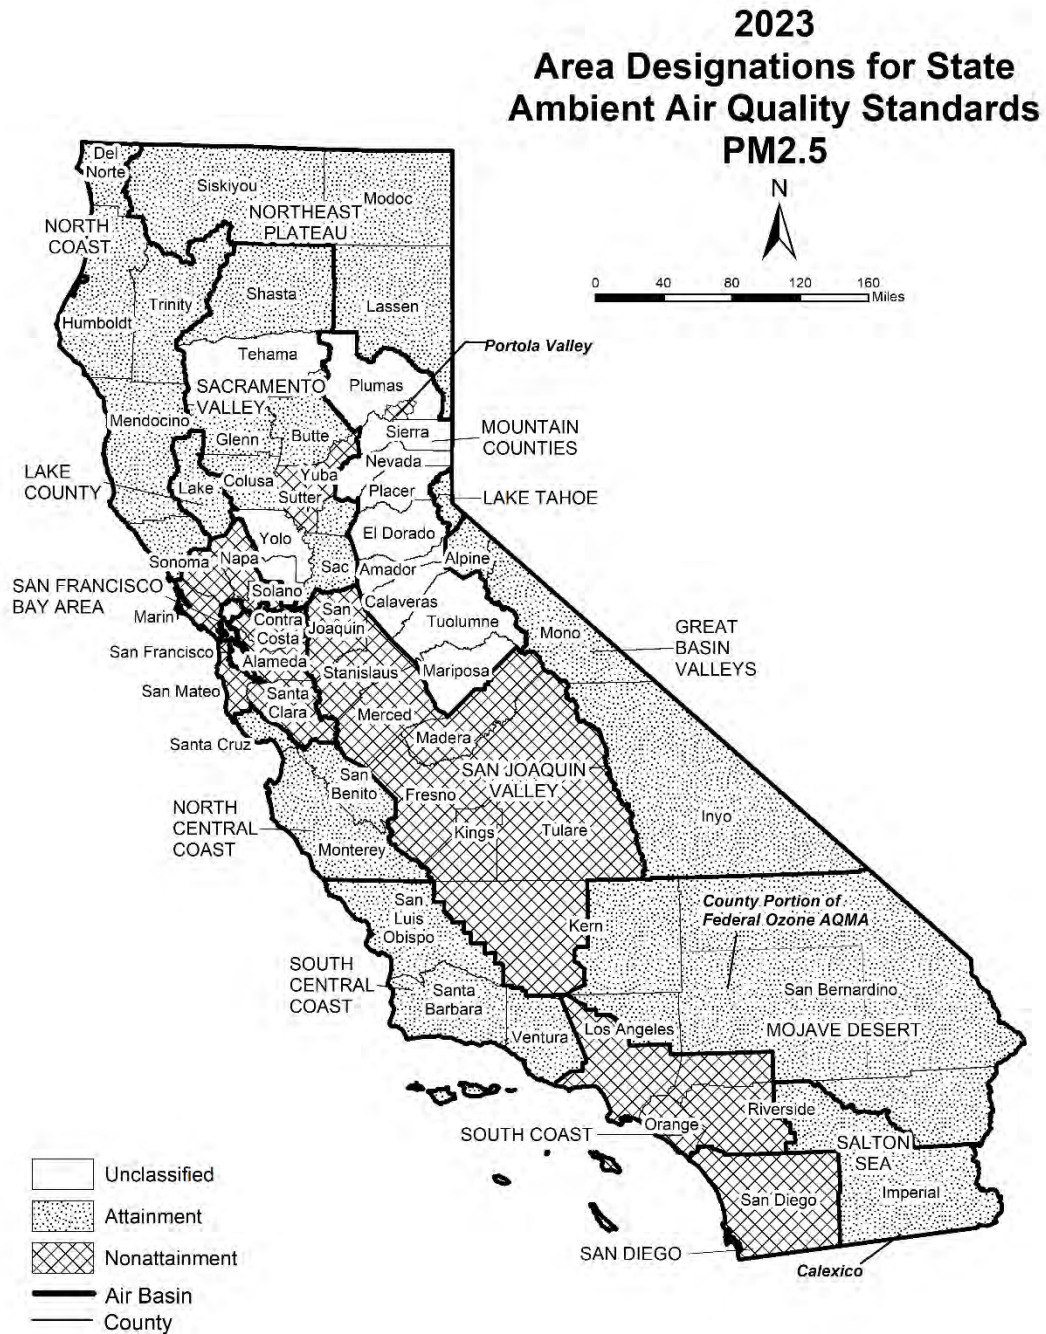 2023
Area Designations for State
Ambient Air Quality Standards
PM2.5
N
0 40 80 120 160
Miles
Del
Norte
Siskiyou
Modoc
NORTHEAST
PLATEAU
NORTH
COAST
Shasta
Trinity
Lassen
Humboldt
Portola Valley
Tehama
Plumas
SACRAMENTO
VALLEY
Mendocino
Butte
Sierra
MOUNTAIN
COUNTIES
Glenn
Nevada
LAKE
COUNTY
Lake
Colusa
Yuba
Sutter
Placer
LAKE TAHOE
Yolo
El Dorado
Sonoma
Napa
Sac
Amador
Alpine
SAN FRANCISCO
BAY AREA
Solano
Marin
Contra
Costa
San
Joaquin
Calaveras
Tuolumne
Mono
GREAT
BASIN
VALLEYS
San Francisco
Alameda
Stanislaus
Mariposa
San Mateo
Santa
Clara
Merced
Santa Cruz
Madera
SAN JOAQUIN
VALLEY
San
Benito
Fresno
NORTH
CENTRAL
COAST
Inyo
Kings
Tulare
Monterey
San
Luis
Obispo
Kern
County Portion of
Federal Ozone AQMA
SOUTH
CENTRAL
COAST
Santa
Barbara
San Bernardino
Ventura
Los Angeles
MOJAVE DESERT
Riverside
Orange
SOUTH COAST
SALTON
SEA
Imperial
San Diego
SAN DIEGO
Calexico
Unclassified
Attainment
Nonattainment
Air Basin
County